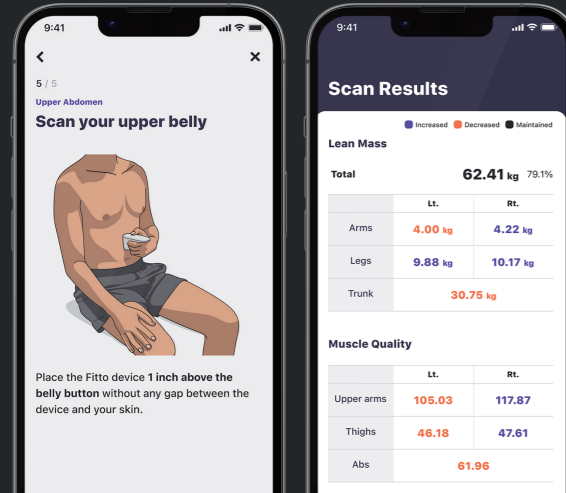 9:41
5 / 5
Upper Abdomen
Scan your upper belly
Place the Fitto device 1 inch above the
belly button without any gap between the
device and your skin.
9:41
Scan Results
Increased Decreased Maintained
Lean Mass
Total 62.41 kg 79.1%
Lt. Rt.
Arms 4.00 kg 4.22 kg
Legs 9.88 kg 10.17 kg
Trunk 30.75 kg
Muscle Quality
Lt. Rt.
Upper arms 105.03 117.87
Thighs 46.18 47.61
Abs 61.96